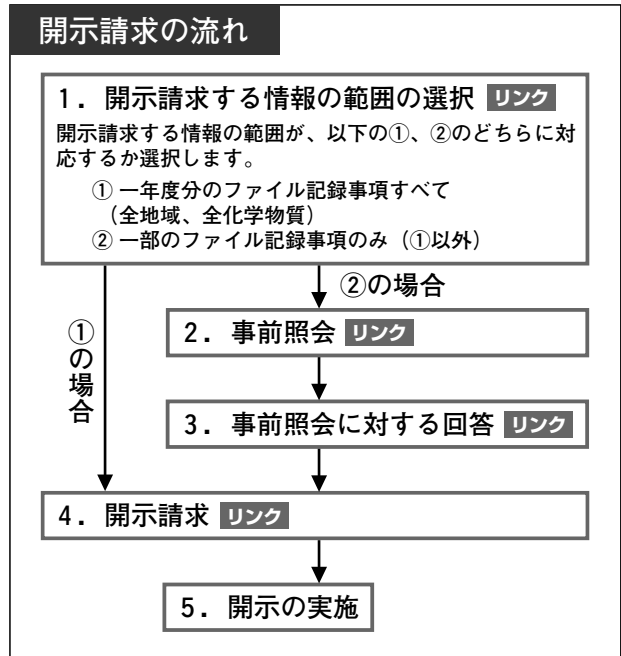 開示請求の流れ
1．開示請求する情報の範囲の選択 リンク
開示請求する情報の範囲が、以下の①、②のどちらに対
応するか選択します。
① 一年度分のファイル記録事項すべて
（全地域、全化学物質）
② 一部のファイル記録事項のみ（①以外）
②の場合
①の場合
2．事前照会 リンク
3．事前照会に対する回答 リンク
4．開示請求 リンク
5．開示の実施